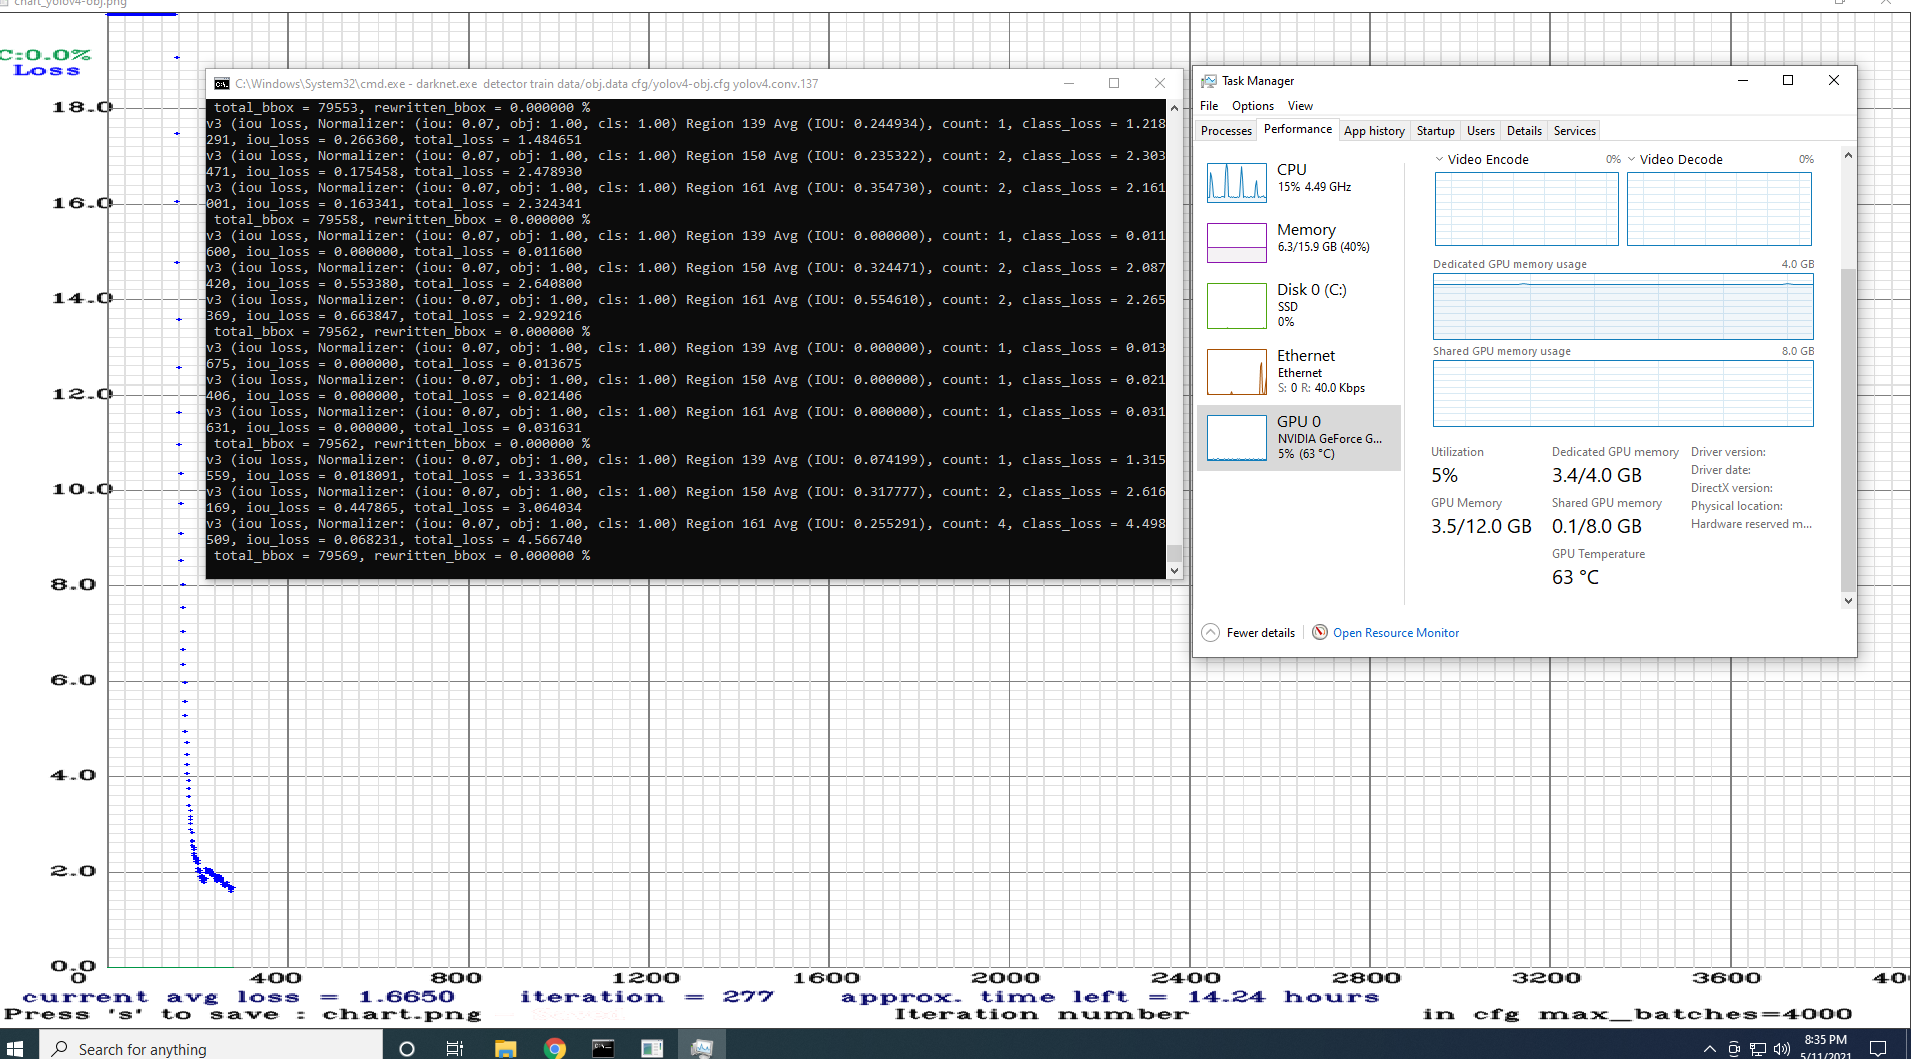 chart_yolov4-obj.png
C:0.0%
Loss
18.0
16.0
14.0
12.0
10.0
8.0
6.0
4.0
2.0
0.0
0 400 800 1200 1600 2000 2400 2800 3200 3600 40
current avg loss = 1.6650 iteration = 277 approx. time left = 14.24 hours
Press 's' to save : chart.png Iteration number in cfg max_batches=4000
C:\Windows\System32\cmd.exe - darknet.exe detector train data/obj.data cfg/yolov4-obj.cfg yolov4.conv.137
total_bbox = 79553, rewritten_bbox = 0.000000 %
v3 (iou loss, Normalizer: (iou: 0.07, obj: 1.00, cls: 1.00) Region 139 Avg (IOU: 0.244934), count: 1, class_loss = 1.218
291, iou_loss = 0.266360, total_loss = 1.484651
v3 (iou loss, Normalizer: (iou: 0.07, obj: 1.00, cls: 1.00) Region 150 Avg (IOU: 0.235322), count: 2, class_loss = 2.303
471, iou_loss = 0.175458, total_loss = 2.478930
v3 (iou loss, Normalizer: (iou: 0.07, obj: 1.00, cls: 1.00) Region 161 Avg (IOU: 0.354730), count: 2, class_loss = 2.161
001, iou_loss = 0.163341, total_loss = 2.324341
total_bbox = 79558, rewritten_bbox = 0.000000 %
v3 (iou loss, Normalizer: (iou: 0.07, obj: 1.00, cls: 1.00) Region 139 Avg (IOU: 0.000000), count: 1, class_loss = 0.011
600, iou_loss = 0.000000, total_loss = 0.011600
v3 (iou loss, Normalizer: (iou: 0.07, obj: 1.00, cls: 1.00) Region 150 Avg (IOU: 0.324471), count: 2, class_loss = 2.087
420, iou_loss = 0.553380, total_loss = 2.640800
v3 (iou loss, Normalizer: (iou: 0.07, obj: 1.00, cls: 1.00) Region 161 Avg (IOU: 0.554610), count: 2, class_loss = 2.265
369, iou_loss = 0.663847, total_loss = 2.929216
total_bbox = 79562, rewritten_bbox = 0.000000 %
v3 (iou loss, Normalizer: (iou: 0.07, obj: 1.00, cls: 1.00) Region 139 Avg (IOU: 0.000000), count: 1, class_loss = 0.013
675, iou_loss = 0.000000, total_loss = 0.013675
v3 (iou loss, Normalizer: (iou: 0.07, obj: 1.00, cls: 1.00) Region 150 Avg (IOU: 0.000000), count: 1, class_loss = 0.021
406, iou_loss = 0.000000, total_loss = 0.021406
v3 (iou loss, Normalizer: (iou: 0.07, obj: 1.00, cls: 1.00) Region 161 Avg (IOU: 0.000000), count: 1, class_loss = 0.031
631, iou_loss = 0.000000, total_loss = 0.031631
total_bbox = 79562, rewritten_bbox = 0.000000 %
v3 (iou loss, Normalizer: (iou: 0.07, obj: 1.00, cls: 1.00) Region 139 Avg (IOU: 0.074199), count: 1, class_loss = 1.315
559, iou_loss = 0.018091, total_loss = 1.333651
v3 (iou loss, Normalizer: (iou: 0.07, obj: 1.00, cls: 1.00) Region 150 Avg (IOU: 0.317777), count: 2, class_loss = 2.616
169, iou_loss = 0.447865, total_loss = 3.064034
v3 (iou loss, Normalizer: (iou: 0.07, obj: 1.00, cls: 1.00) Region 161 Avg (IOU: 0.255291), count: 4, class_loss = 4.498
509, iou_loss = 0.068231, total_loss = 4.566740
total_bbox = 79569, rewritten_bbox = 0.000000 %
Task Manager
File Options View
Processes Performance App history Startup Users Details Services
CPU
15% 4.49 GHz
Memory
6.3/15.9 GB (40%)
Disk 0 (C:)
SSD
0%
Ethernet
Ethernet
S: 0 R: 40.0 Kbps
GPU 0
NVIDIA GeForce G...
5% (63 °C)
Video Encode 0% Video Decode 0%
Dedicated GPU memory usage 4.0 GB
Shared GPU memory usage 8.0 GB
Utilization
5%
GPU Memory
3.5/12.0 GB
Dedicated GPU memory
3.4/4.0 GB
Shared GPU memory
0.1/8.0 GB
GPU Temperature
63 °C
Driver version:
Driver date:
DirectX version:
Physical location:
Hardware reserved m...
Fewer details Open Resource Monitor
Search for anything
8:35 PM
5/11/2021